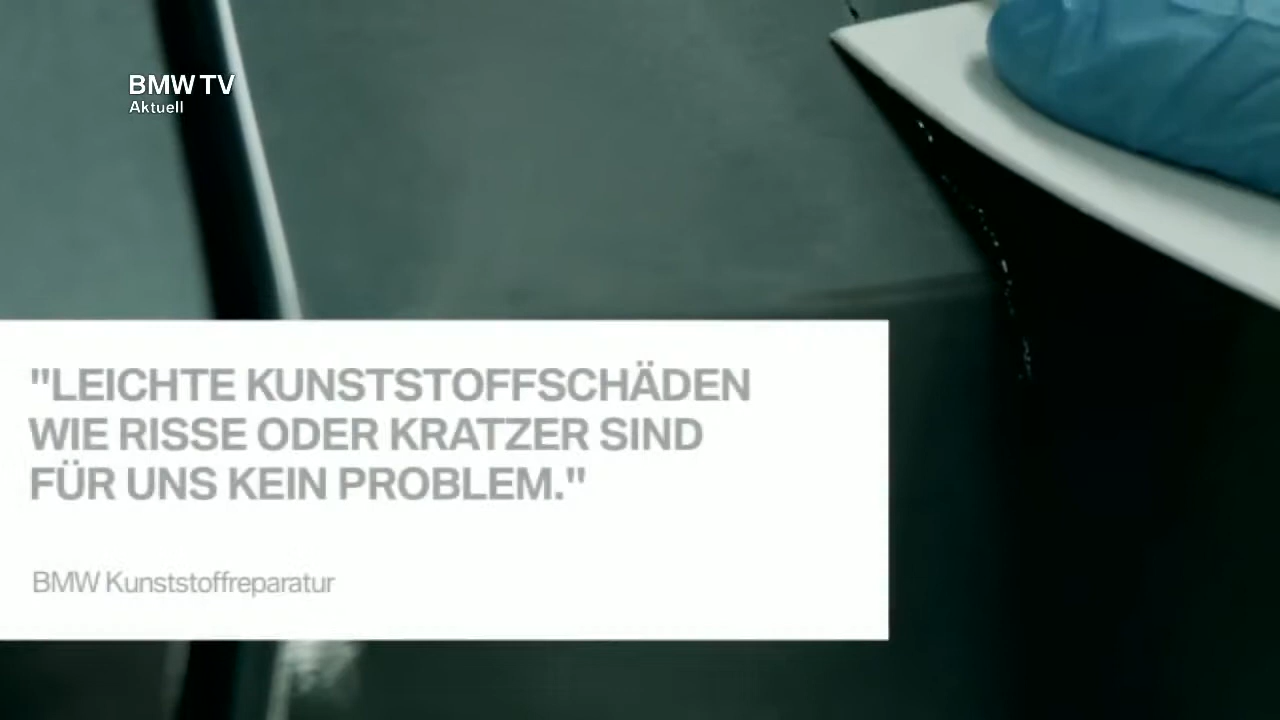 BMW TV
Aktuell
"LEICHTE KUNSTSTOFFSCHÄDEN
WIE RISSE ODER KRATZER SIND
FÜR UNS KEIN PROBLEM."
BMW Kunststoffreparatur